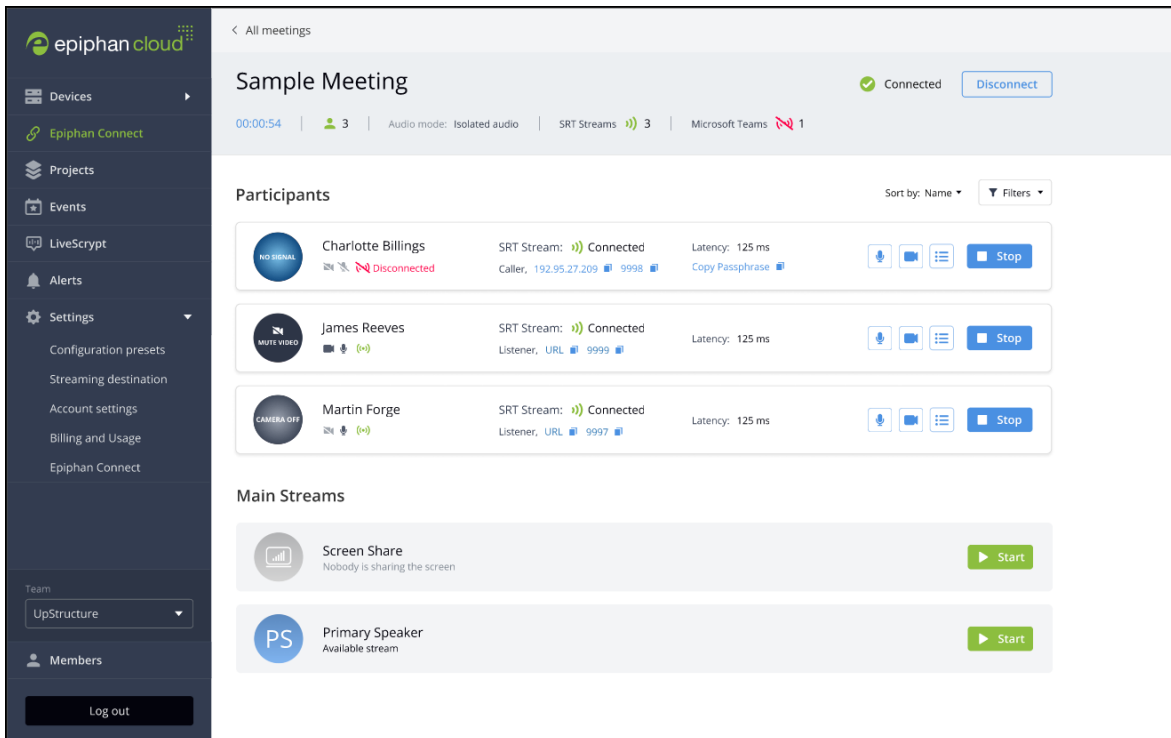 epiphan cloud
Devices
Epiphan Connect
Projects
Events
LiveScrypt
Alerts
Settings
Configuration presets
Streaming destination
Account settings
Billing and Usage
Epiphan Connect
Team
UpStructure
Members
Log out
< All meetings
Sample Meeting
Connected
Disconnect
00:00:54 3 Audio mode: Isolated audio SRT Streams 3 Microsoft Teams 1
Participants
Sort by: Name
Filters
NO SIGNAL
Charlotte Billings
Disconnected
SRT Stream: Connected
Caller, 192.95.27.209 9998
Latency: 125 ms
Copy Passphrase
Stop
MUTE VIDEO
James Reeves
SRT Stream: Connected
Listener, URL 9999
Latency: 125 ms
Stop
CAMERA OFF
Martin Forge
SRT Stream: Connected
Listener, URL 9997
Latency: 125 ms
Stop
Main Streams
Screen Share
Nobody is sharing the screen
Start
PS
Primary Speaker
Available stream
Start